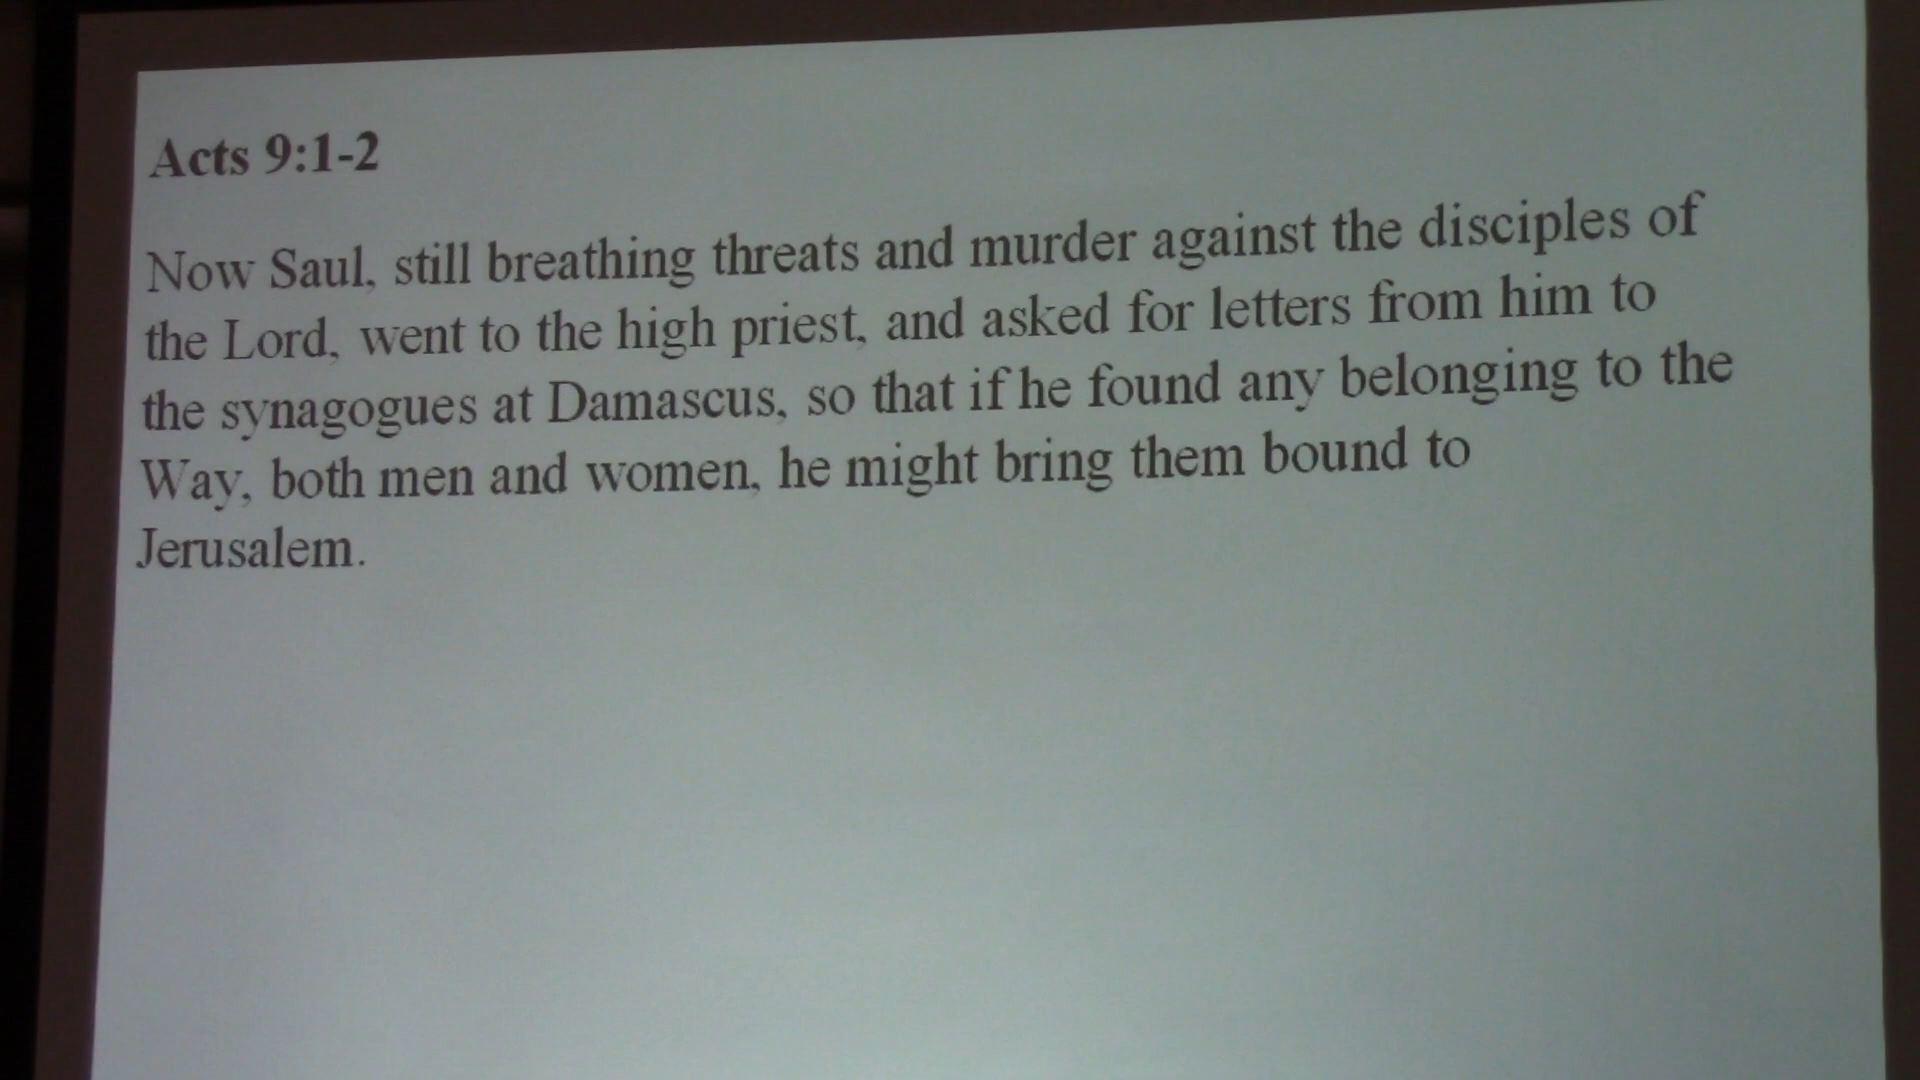 Acts 9:1-2
Now Saul, still breathing threats and murder against the disciples of
the Lord, went to the high priest, and asked for letters from him to
the synagogues at Damascus, so that if he found any belonging to the
Way, both men and women, he might bring them bound to
Jerusalem.